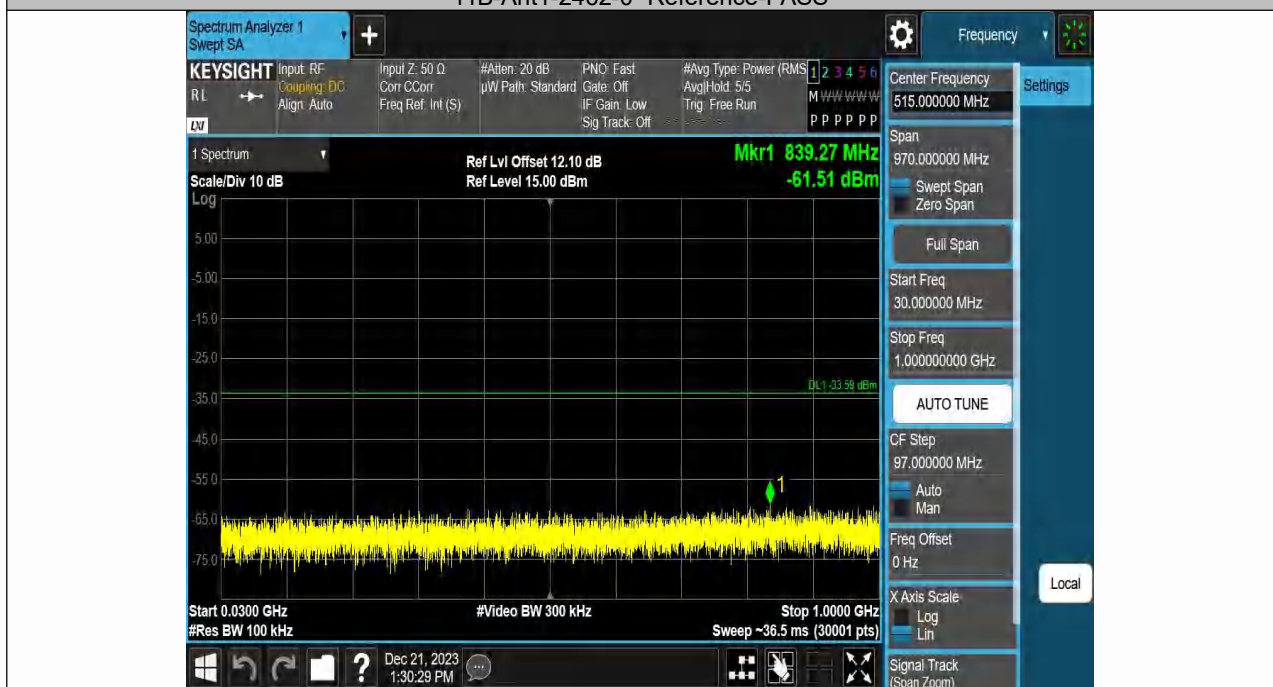 Spectrum Analyzer 1
Swept SA
+
Frequency
KEYSIGHT
RL
LXI
Input: RF
Coupling: DC
Align: Auto
Input Z: 50 Ω
Corr CCorr
Freq Ref: Int (S)
#Atten: 20 dB
µW Path: Standard
PNO: Fast
Gate: Off
IF Gain: Low
Sig Track: Off
#Avg Type: Power (RMS
Avg|Hold: 5/5
Trig: Free Run
1 2 3 4 5 6
M W W W W W
P P P P P P
1 Spectrum
Scale/Div 10 dB
Log
Ref Lvl Offset 12.10 dB
Ref Level 15.00 dBm
Mkr1 839.27 MHz
-61.51 dBm
5.00
-5.00
-15.0
-25.0
DL1 -33.59 dBm
-35.0
-45.0
-55.0
1
-65.0
-75.0
Start 0.0300 GHz
#Res BW 100 kHz
#Video BW 300 kHz
Stop 1.0000 GHz
Sweep ~36.5 ms (30001 pts)
Dec 21, 2023
1:30:29 PM
Center Frequency
515.000000 MHz
Settings
Span
970.000000 MHz
Swept Span
Zero Span
Full Span
Start Freq
30.000000 MHz
Stop Freq
1.000000000 GHz
AUTO TUNE
CF Step
97.000000 MHz
Auto
Man
Freq Offset
0 Hz
Local
X Axis Scale
Log
Lin
Signal Track
(Span Zoom)